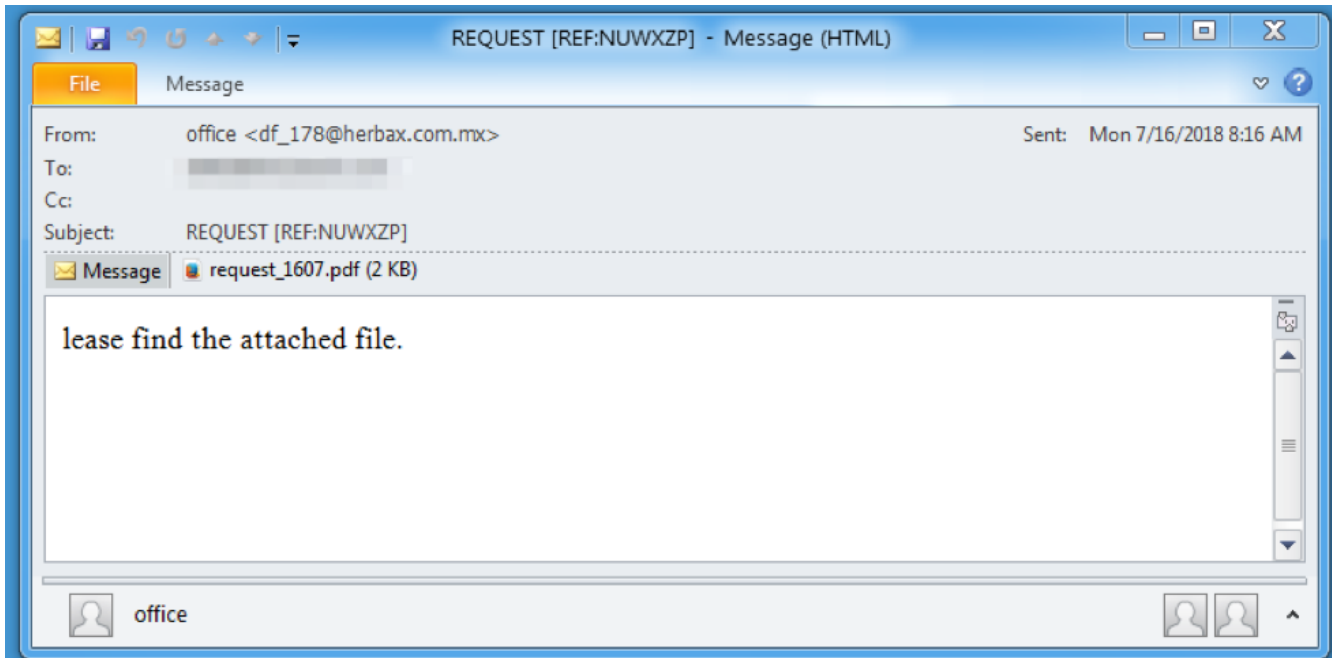 REQUEST [REF:NUWXZP] - Message (HTML)
File Message
From: office <df_178@herbax.com.mx> Sent: Mon 7/16/2018 8:16 AM
To:
Cc:
Subject: REQUEST [REF:NUWXZP]
Message request_1607.pdf (2 KB)
lease find the attached file.
office